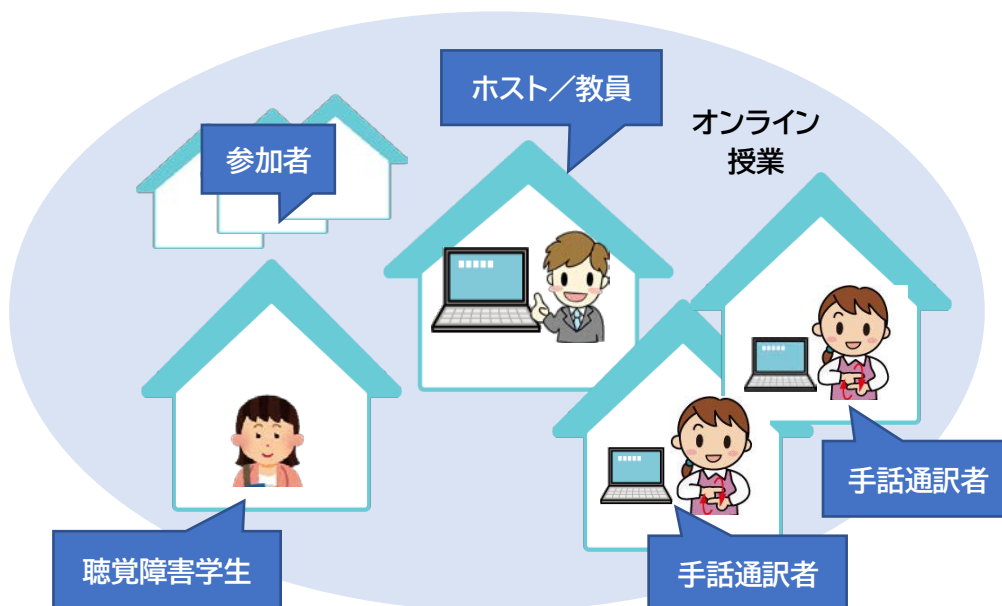 ホスト／教員
オンライン
授業
参加者
聴覚障害学生
手話通訳者
手話通訳者